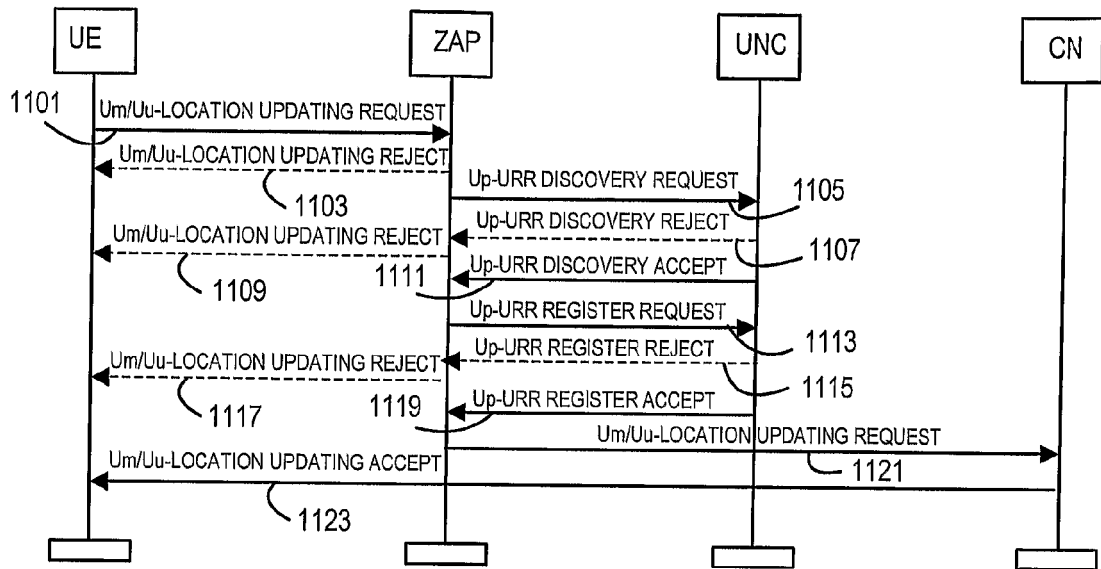 UE
ZAP
UNC
CN
1101
Um/Uu-LOCATION UPDATING REQUEST
Um/Uu-LOCATION UPDATING REJECT
1103
Up-URR DISCOVERY REQUEST
1105
Up-URR DISCOVERY REJECT
1107
Um/Uu-LOCATION UPDATING REJECT
1109
Up-URR DISCOVERY ACCEPT
1111
Up-URR REGISTER REQUEST
1113
Up-URR REGISTER REJECT
1115
Um/Uu-LOCATION UPDATING REJECT
1117
Up-URR REGISTER ACCEPT
1119
Um/Uu-LOCATION UPDATING REQUEST
1121
Um/Uu-LOCATION UPDATING ACCEPT
1123